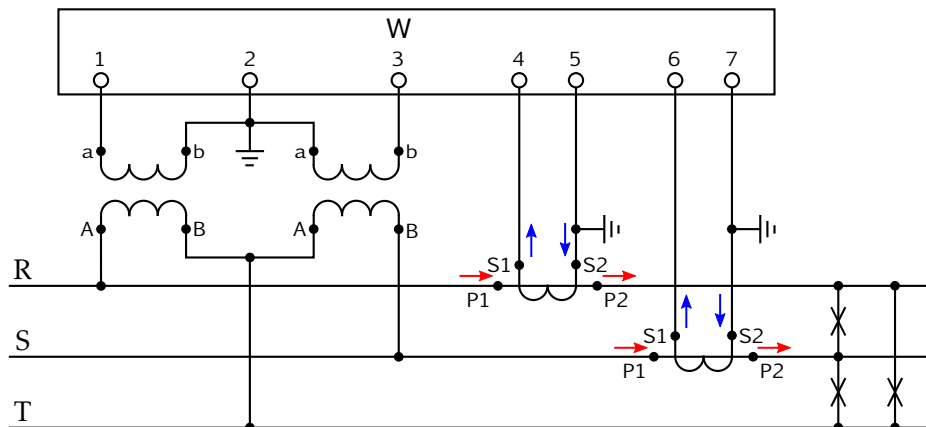 W
1 2 3 4 5 6 7
a b a b
A B A B
S1 S2
R P1 P2
S1 S2
S P1 P2
T